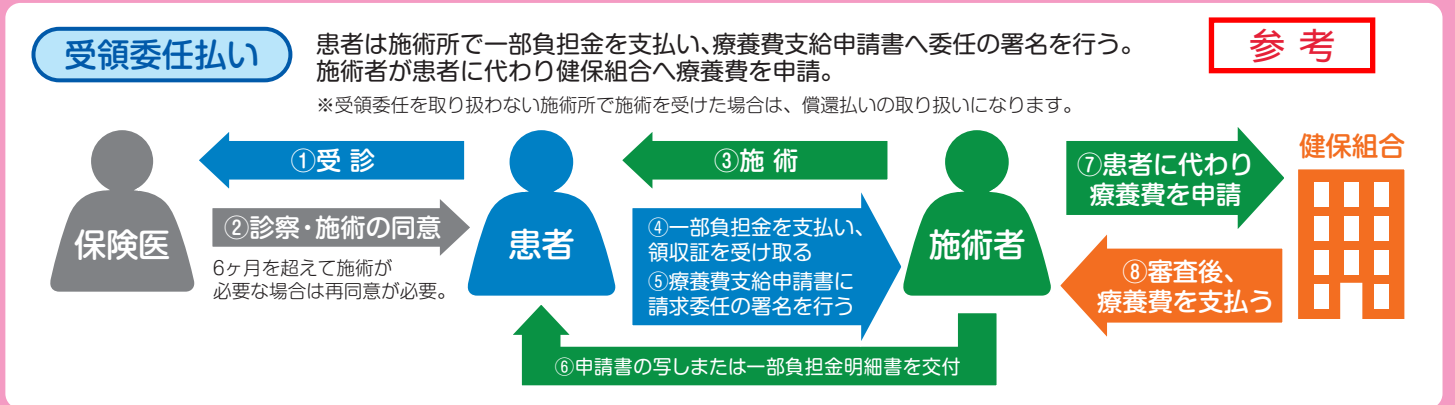 受領委任払い
患者は施術所で一部負担金を支払い、療養費支給申請書へ委任の署名を行う。
施術者が患者に代わり健保組合へ療養費を申請。
※受領委任を取り扱わない施術所で施術を受けた場合は、償還払いの取り扱いになります。
参 考
保険医
①受 診
②診察・施術の同意
6ヶ月を超えて施術が
必要な場合は再同意が必要。
患者
③施 術
④一部負担金を支払い、
領収証を受け取る
⑤療養費支給申請書に
請求委任の署名を行う
⑥申請書の写しまたは一部負担金明細書を交付
施術者
⑦患者に代わり
療養費を申請
⑧審査後、
療養費を支払う
健保組合